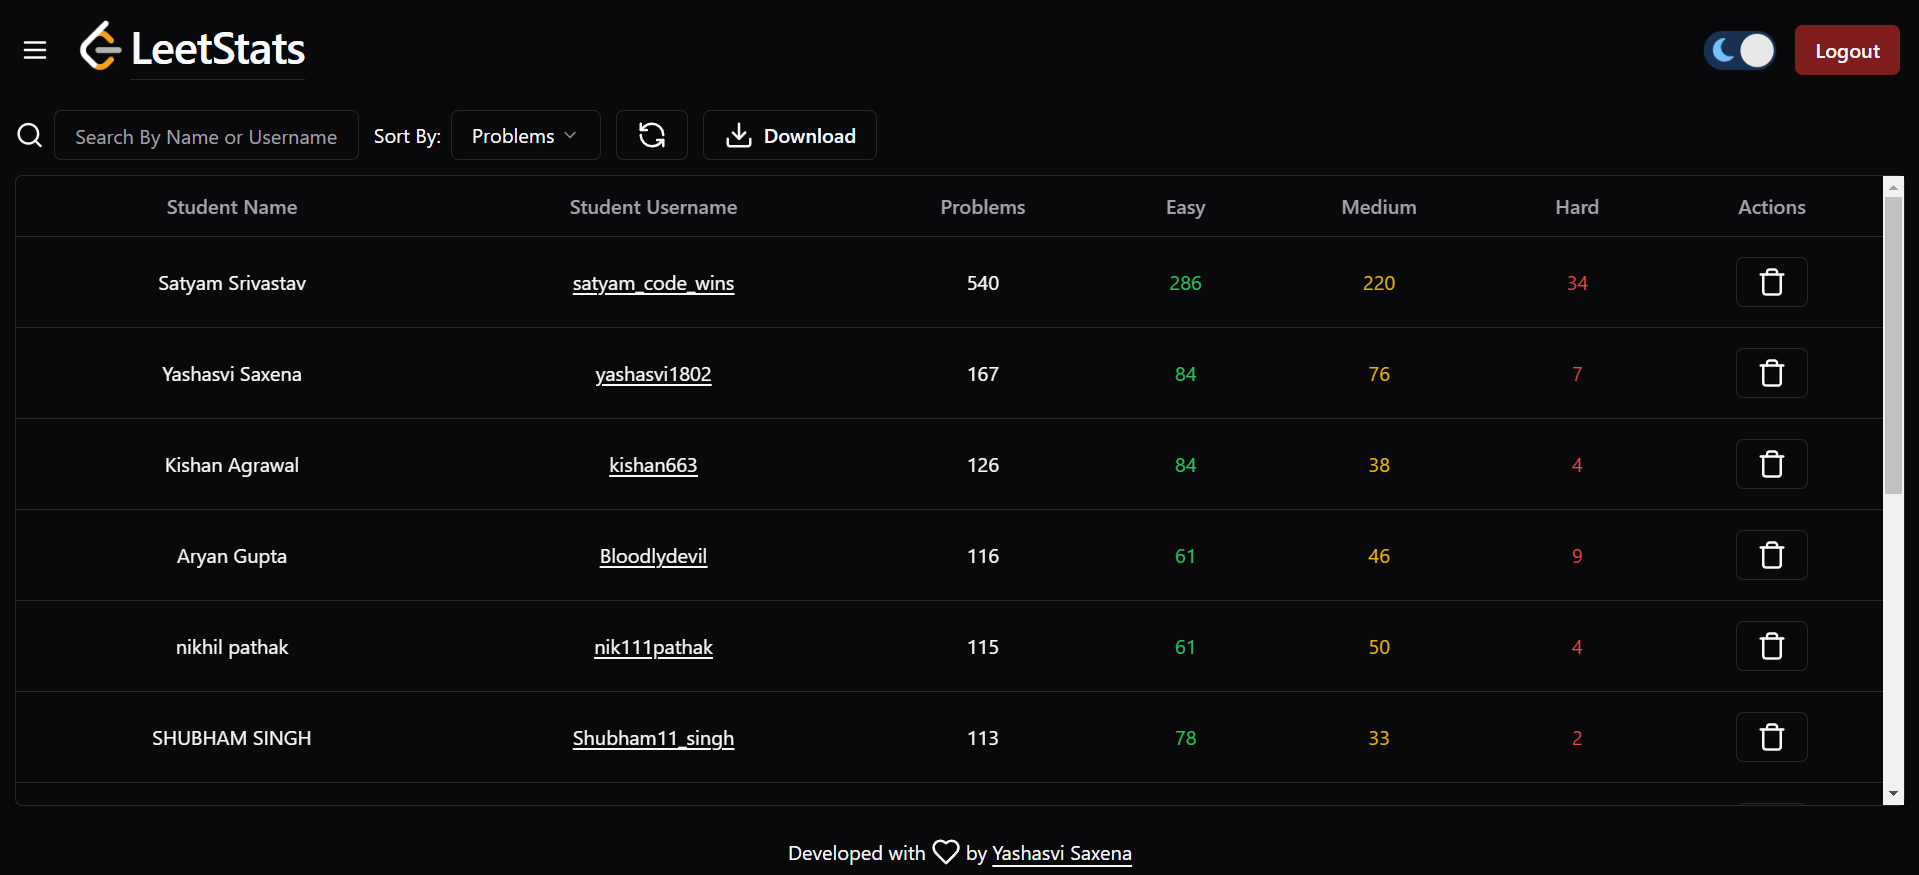 LeetStats
Logout
Search By Name or Username Sort By: Problems Download
Student Name Student Username Problems Easy Medium Hard Actions
Satyam Srivastav satyam_code_wins 540 286 220 34
Yashasvi Saxena yashasvi1802 167 84 76 7
Kishan Agrawal kishan663 126 84 38 4
Aryan Gupta Bloodlydevil 116 61 46 9
nikhil pathak nik111pathak 115 61 50 4
SHUBHAM SINGH Shubham11_singh 113 78 33 2
Developed with by Yashasvi Saxena